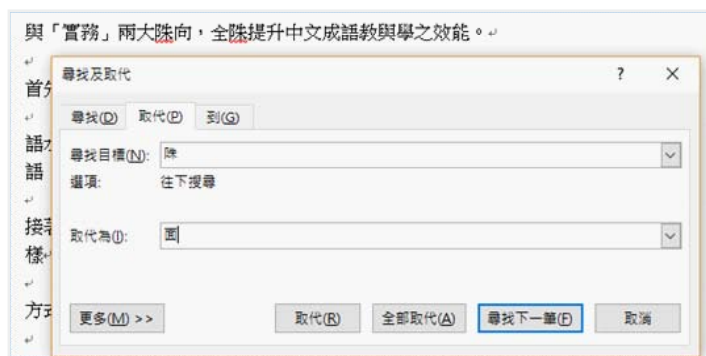 與「實務」兩大陎向,全陎提升中文成語教與學之效能。
尋找及取代 ? ×
首
尋找(D) 取代(P) 到(G)
語
尋找目標(N): 陎
語
選項: 往下搜尋
接
取代為(I): 面
樣
方
更多(M) >> 取代(R) 全部取代(A) 尋找下一筆(F) 取消